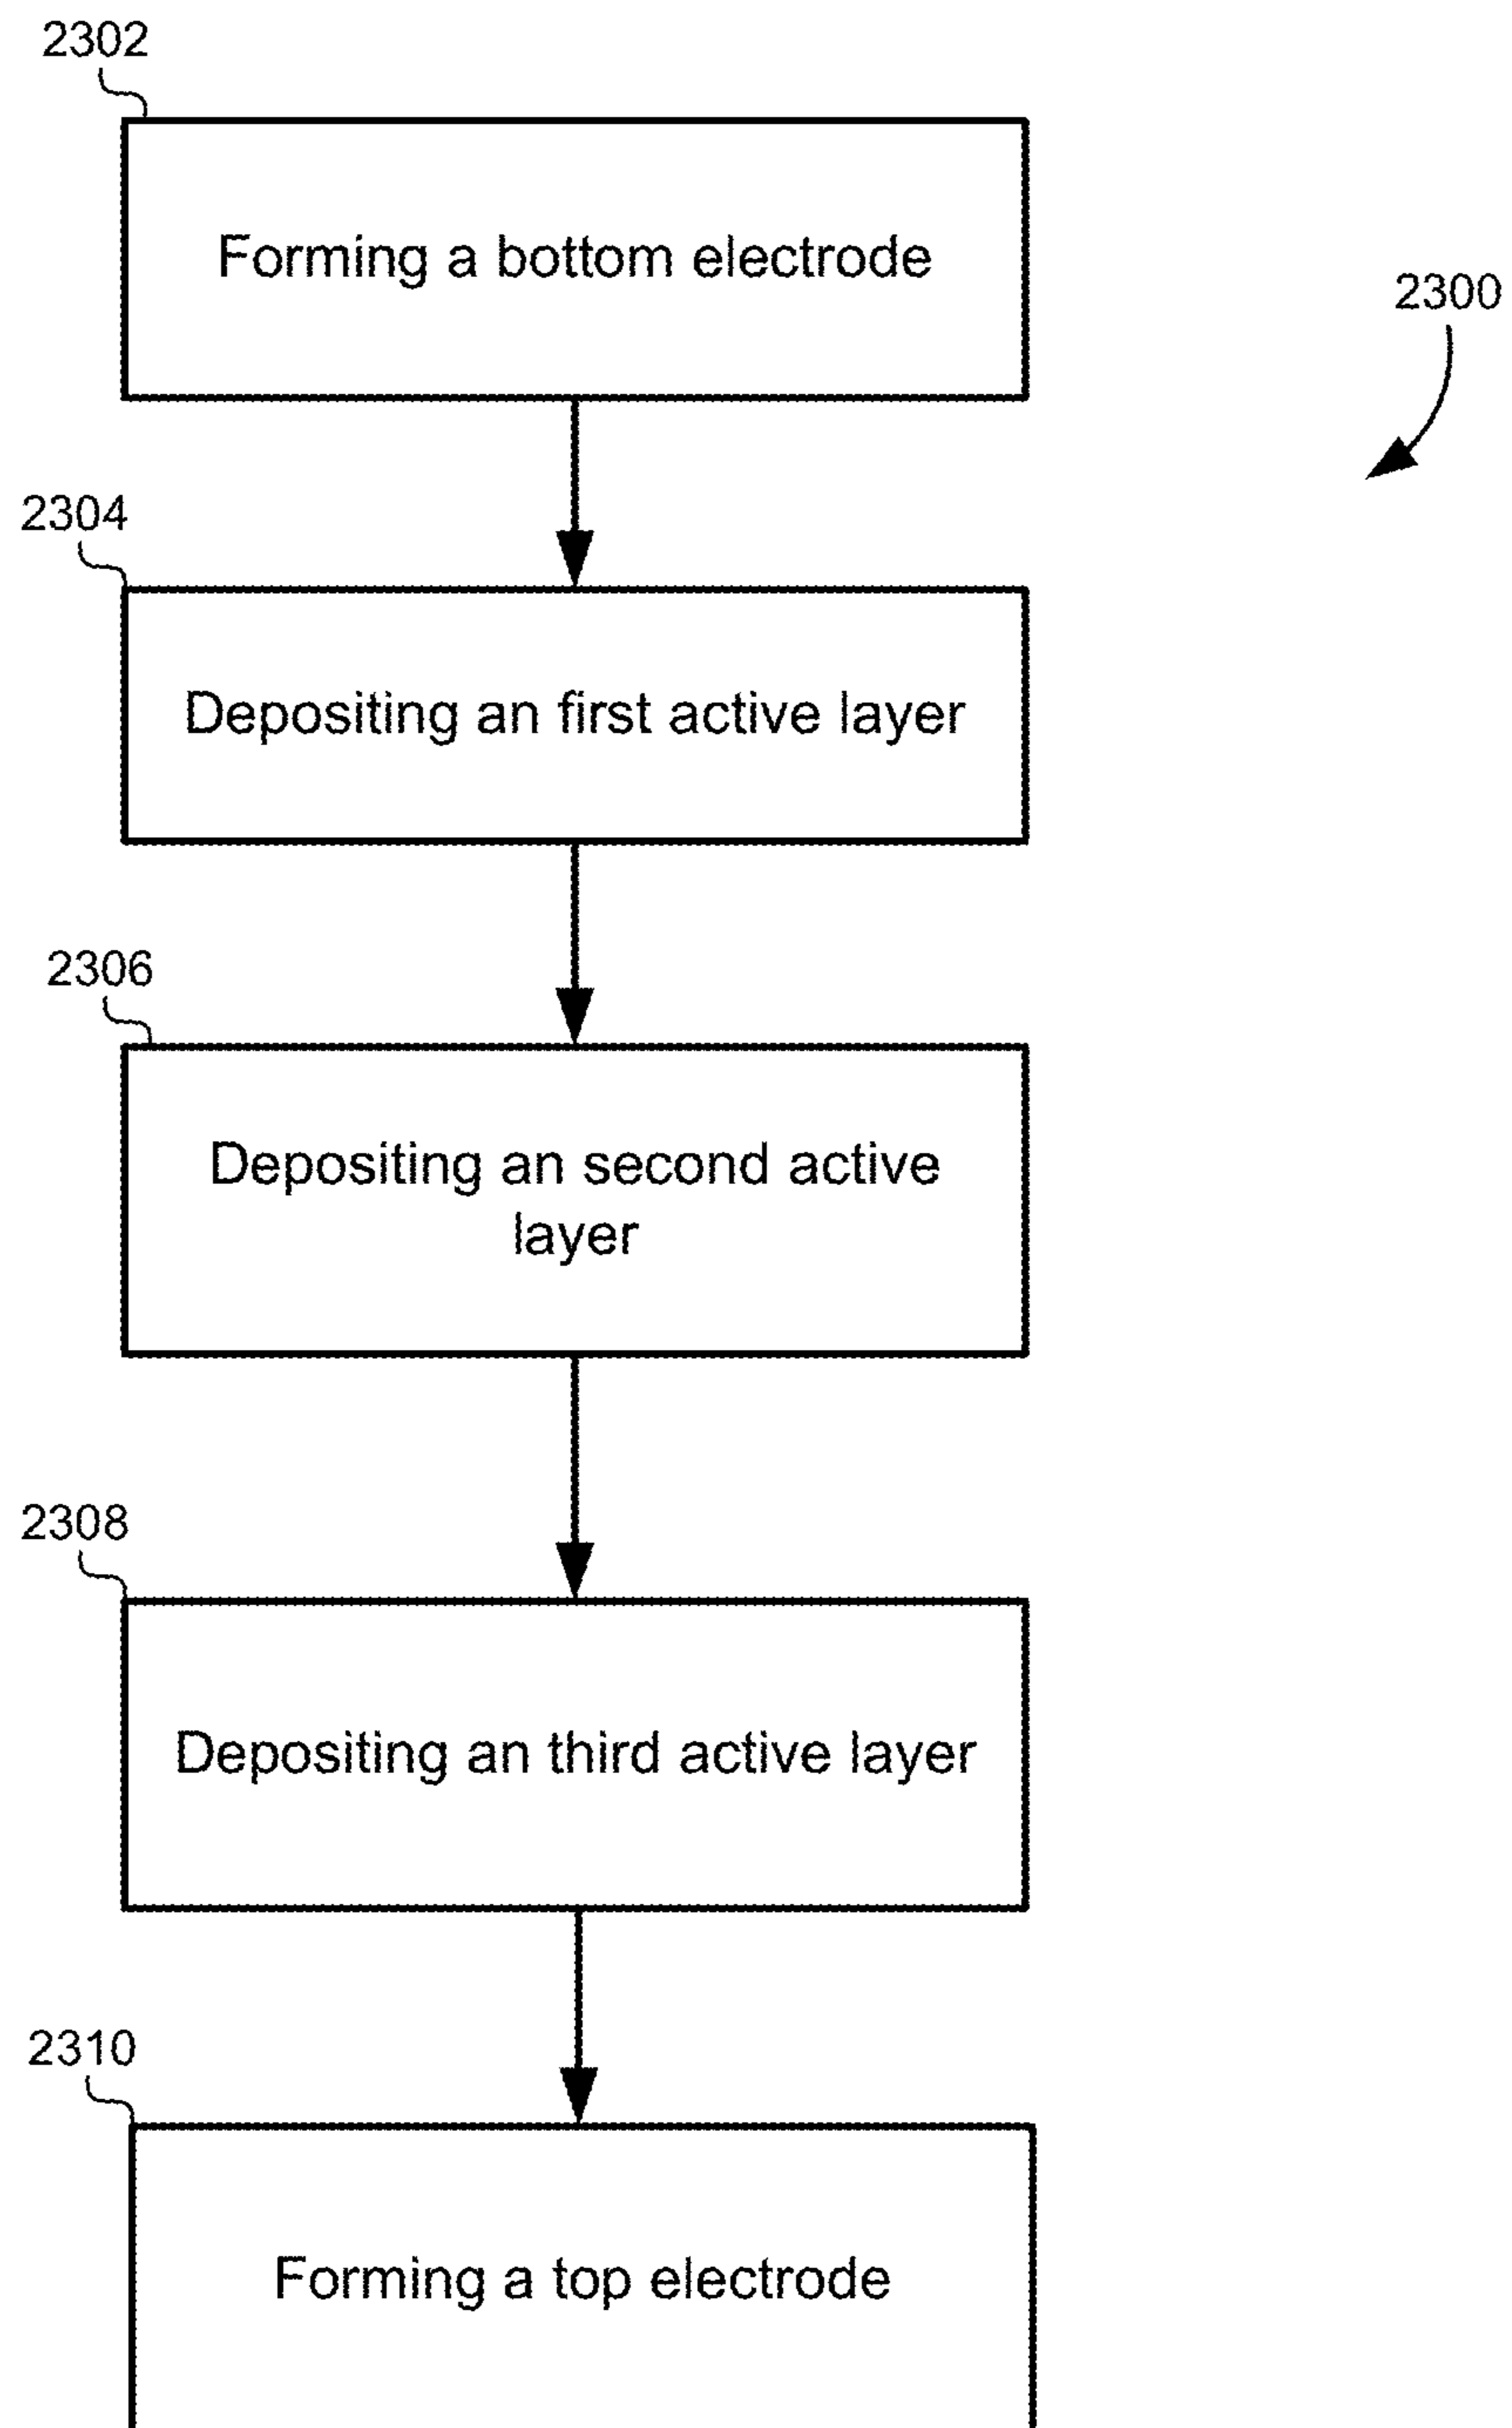 2302
Forming a bottom electrode
2300
2304
Depositing an first active layer
2306
Depositing an second active
layer
2308
Depositing an third active layer
2310
Forming a top electrode